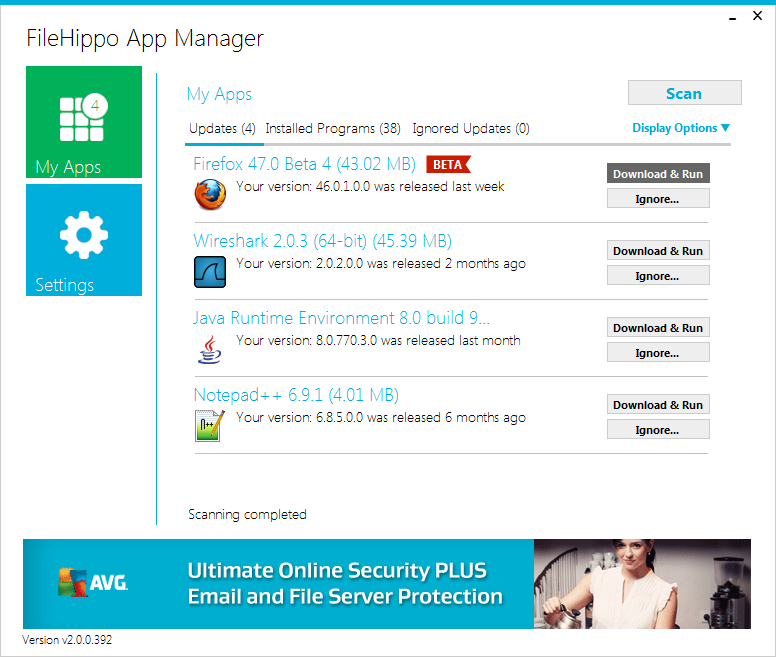 FileHippo App Manager
4
My Apps
Settings
My Apps
Scan
Updates (4) Installed Programs (38) Ignored Updates (0)
Display Options ▼
Firefox 47.0 Beta 4 (43.02 MB) BETA
Your version: 46.0.1.0.0 was released last week
Download & Run
Ignore...
Wireshark 2.0.3 (64-bit) (45.39 MB)
Your version: 2.0.2.0.0 was released 2 months ago
Download & Run
Ignore...
Java Runtime Environment 8.0 build 9...
Your version: 8.0.770.3.0 was released last month
Download & Run
Ignore...
Notepad++ 6.9.1 (4.01 MB)
Your version: 6.8.5.0.0 was released 6 months ago
Download & Run
Ignore...
Scanning completed
AVG.
Ultimate Online Security PLUS
Email and File Server Protection
Version v2.0.0.392